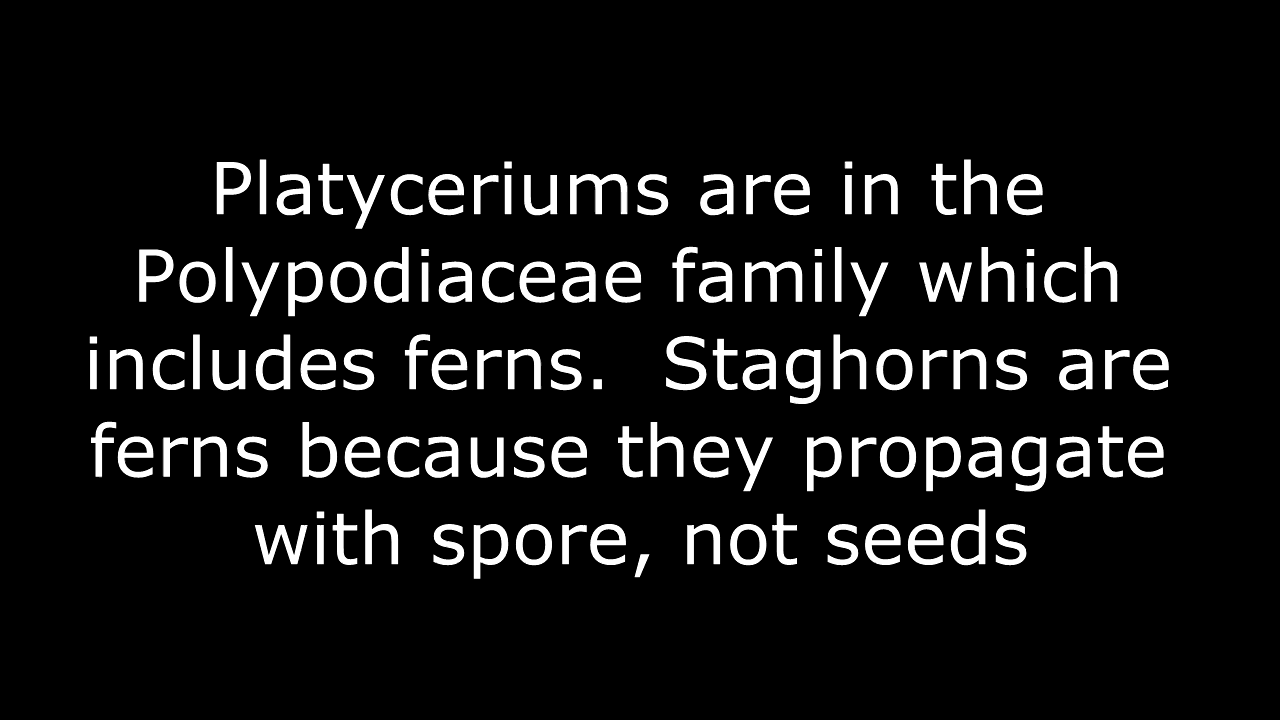 Platyceriums are in the
Polypodiaceae family which
includes ferns.  Staghorns are
ferns because they propagate
with spore, not seeds